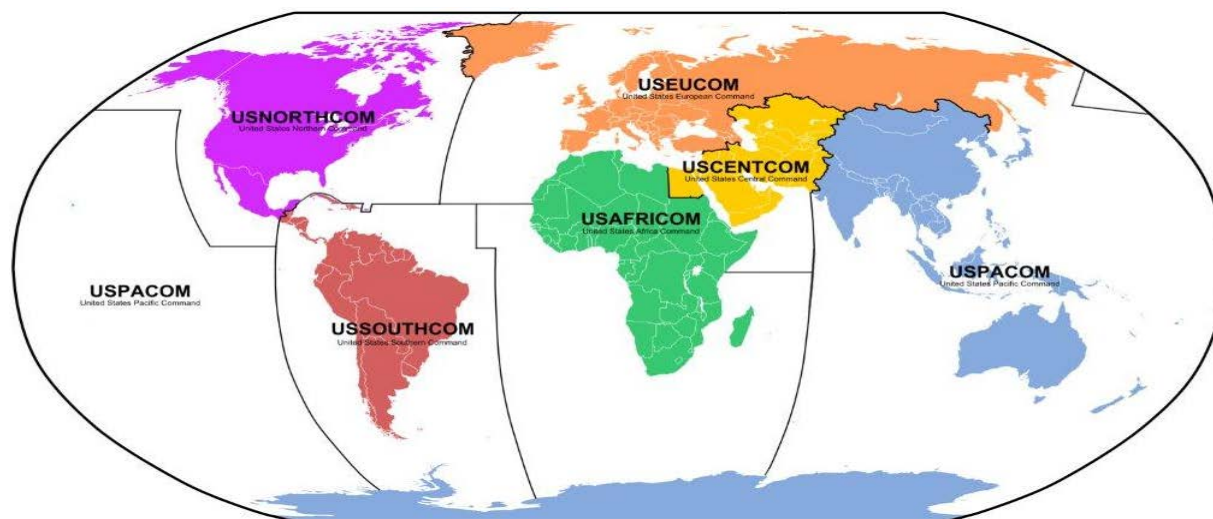 USEUCOM
United States European Command
USNORTHCOM
United States Northern Command
USCENTCOM
United States Central Command
USAFRICOM
United States Africa Command
USPACOM
United States Pacific Command
USPACOM
United States Pacific Command
USSOUTHCOM
United States Southern Command